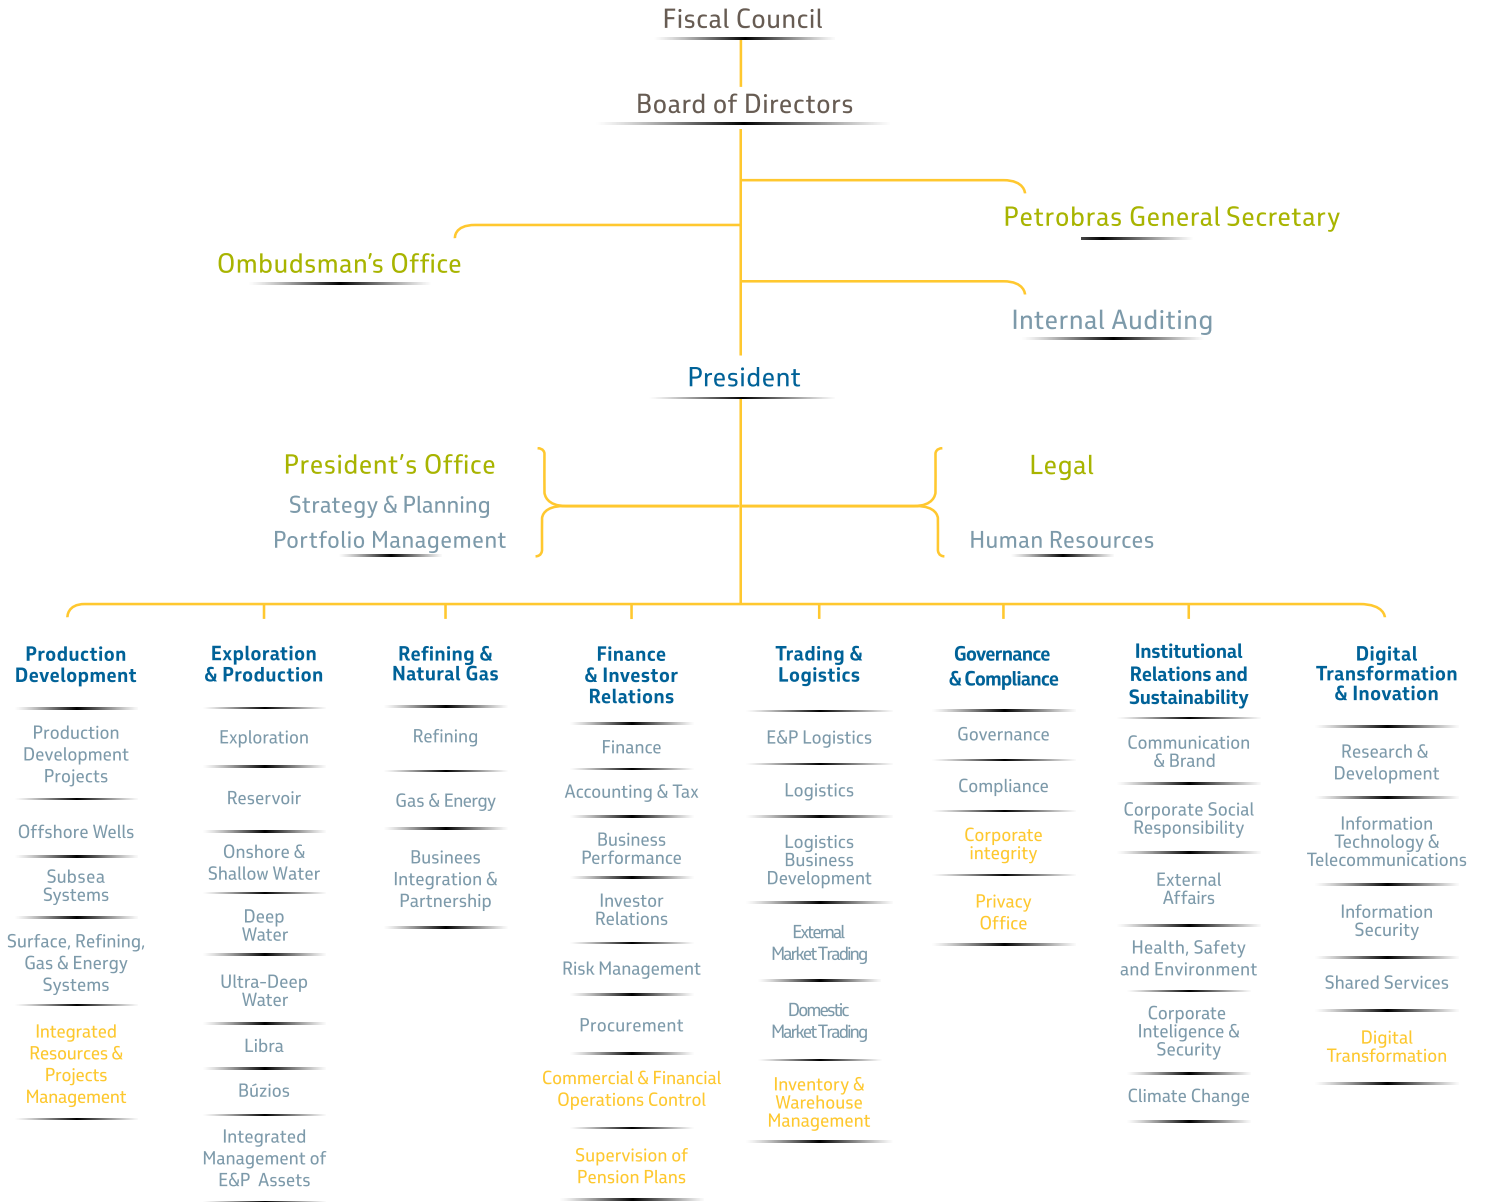 Fiscal Council
Board of Directors
Petrobras General Secretary
Ombudsman's Office
Internal Auditing
President
President's Office
Strategy & Planning
Portfolio Management
Legal
Human Resources
Production
Development
Production
Development
Projects
Offshore Wells
Subsea
Systems
Surface, Refining,
Gas & Energy
Systems
Integrated
Resources &
Projects
Management
Exploration
& Production
Exploration
Reservoir
Onshore &
Shallow Water
Deep
Water
Ultra-Deep
Water
Libra
Búzios
Integrated
Management of
E&P Assets
Refining &
Natural Gas
Refining
Gas & Energy
Businees
Integration &
Partnership
Finance
& Investor
Relations
Finance
Accounting & Tax
Business
Performance
Investor
Relations
Risk Management
Procurement
Commercial & Financial
Operations Control
Supervision of
Pension Plans
Trading &
Logistics
E&P Logistics
Logistics
Logistics
Business
Development
External
Market Trading
Domestic
Market Trading
Inventory &
Warehouse
Management
Governance
& Compliance
Governance
Compliance
Corporate
integrity
Privacy
Office
Institutional
Relations and
Sustainability
Communication
& Brand
Corporate Social
Responsibility
External
Affairs
Health, Safety
and Environment
Corporate
Inteligence &
Security
Climate Change
Digital
Transformation
& Inovation
Research &
Development
Information
Technology &
Telecommunications
Information
Security
Shared Services
Digital
Transformation